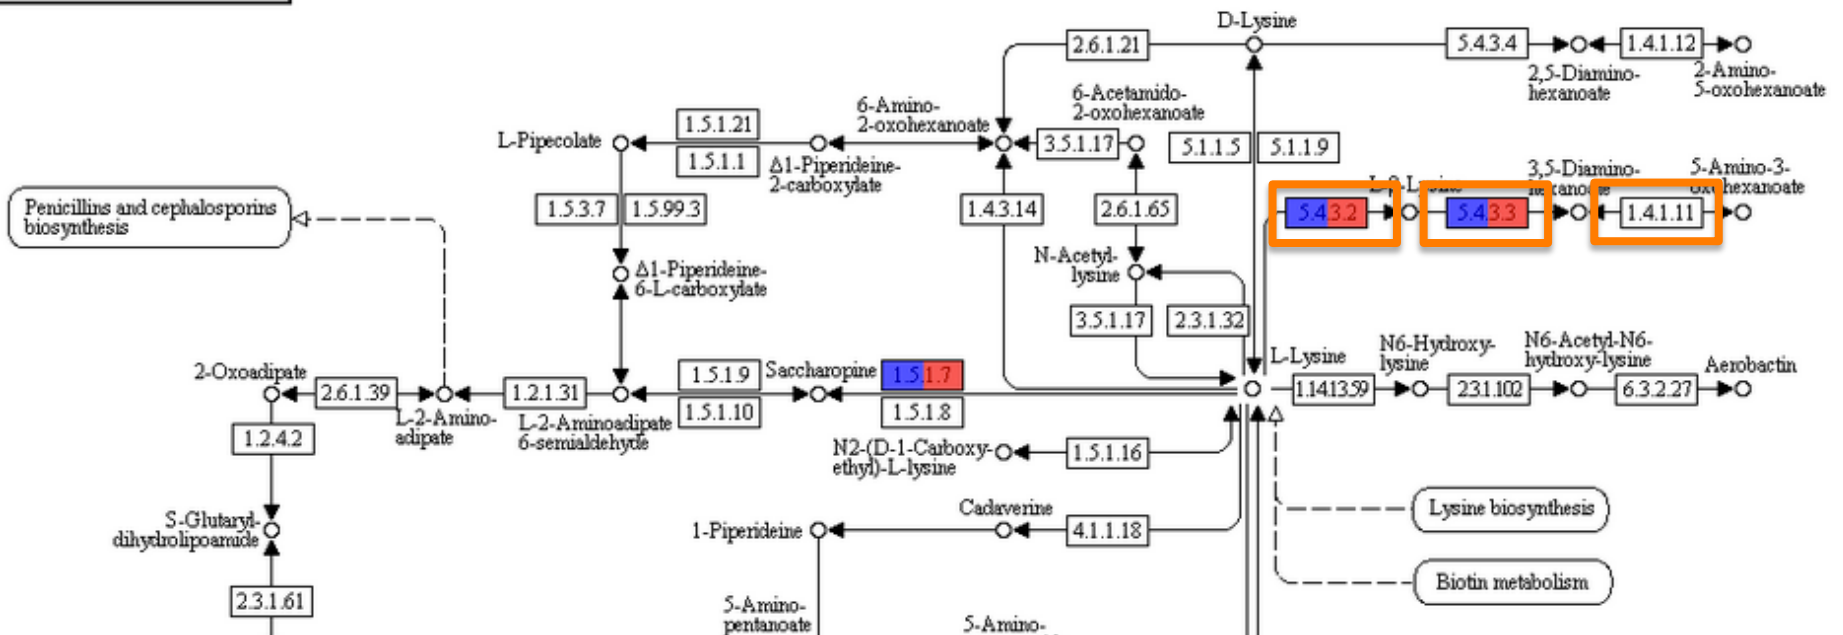 D-Lysine
2.6.1.21
5.4.3.4
1.4.1.12
2,5-Diamino-
hexanoate
2-Amino-
5-oxohexanoate
6-Amino-
2-oxohexanoate
6-Acetamido-
2-oxohexanoate
L-Pipecolate
1.5.1.21
1.5.1.1
Δ1-Piperideine-
2-carboxylate
3.5.1.17
5.1.1.5
5.1.1.9
L-β-Lysine
3,5-Diamino-
hexanoate
5-Amino-3-
oxohexanoate
Penicillins and cephalosporins
biosynthesis
1.5.3.7
1.5.99.3
1.4.3.14
2.6.1.65
5.4.3.2
5.4.3.3
1.4.1.11
Δ1-Piperideine-
6-L-carboxylate
N-Acetyl-
lysine
3.5.1.17
2.3.1.32
2-Oxoadipate
2.6.1.39
L-2-Amino-
adipate
1.2.1.31
L-2-Aminoadipate
6-semialdehyde
1.5.1.9
1.5.1.10
Saccharopine
1.5.1.7
1.5.1.8
L-Lysine
1.14.13.59
N6-Hydroxy-
lysine
2.3.1.102
N6-Acetyl-N6-
hydroxy-lysine
6.3.2.27
Aerobactin
1.2.4.2
N2-(D-1-Carboxy-
ethyl)-L-lysine
1.5.1.16
S-Glutaryl-
dihydrolipoamide
1-Piperideine
Cadaverine
4.1.1.18
Lysine biosynthesis
Biotin metabolism
2.3.1.61
5-Amino-
pentanoate
5-Amino-